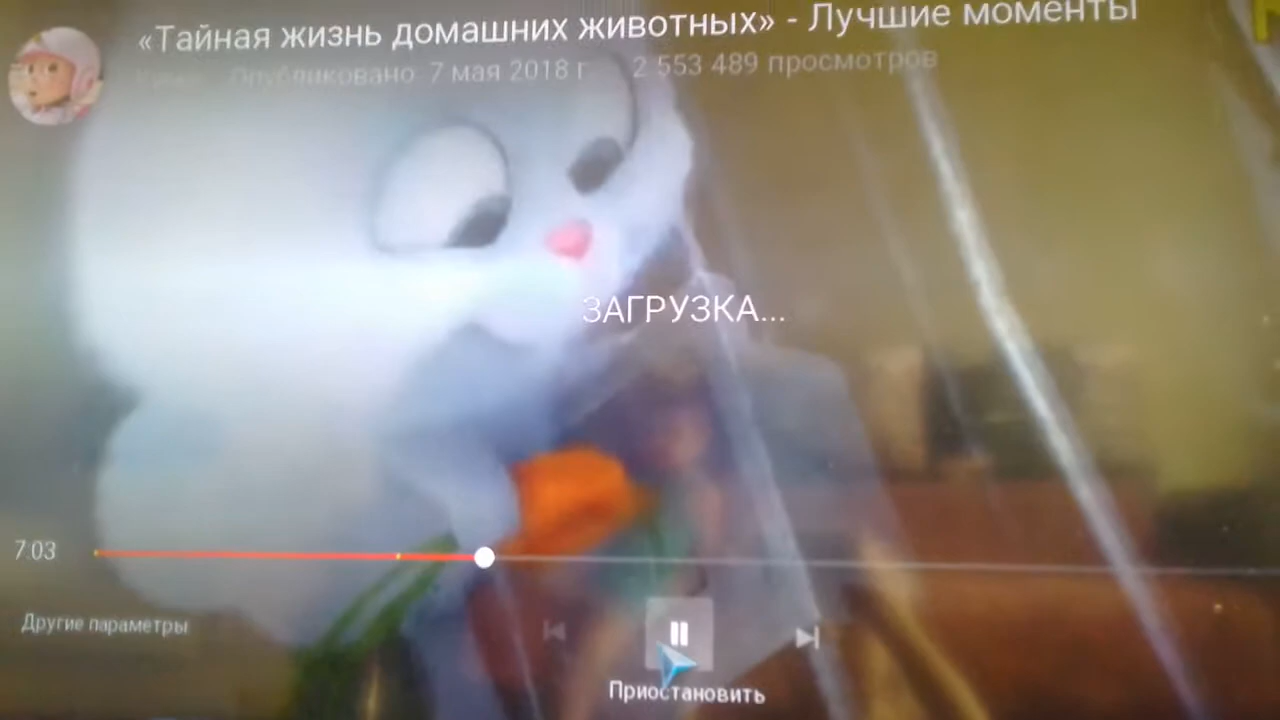 «Тайная жизнь домашних животных» - Лучшие моменты
Опубликовано: 7 мая 2018 г. 2 553 489 просмотров
ЗАГРУЗКА...
7:03
Другие параметры
Приостановить